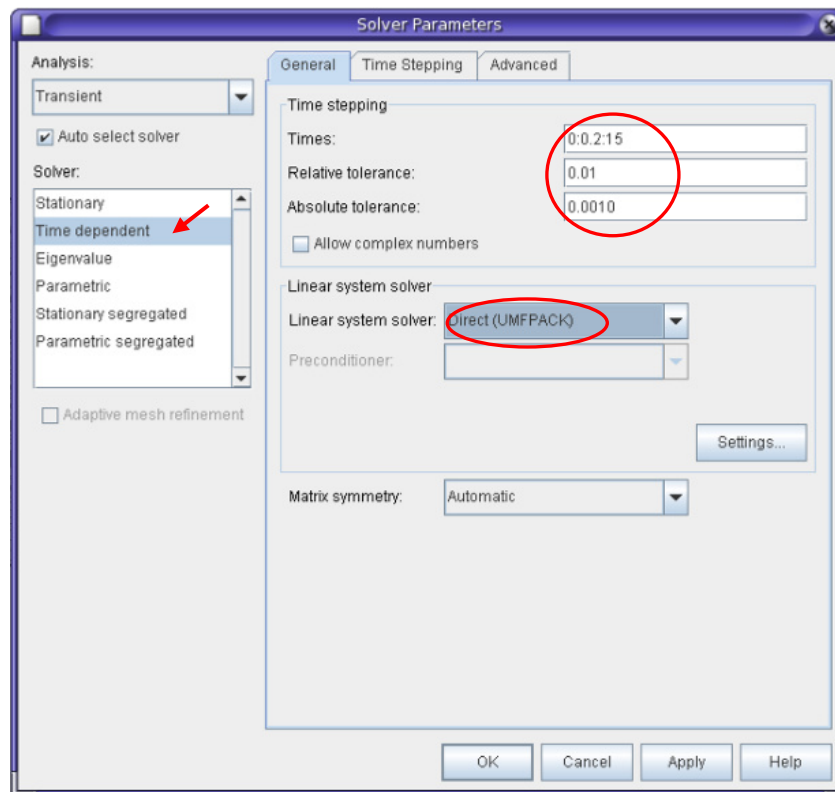 Solver Parameters
Analysis:
Transient
Auto select solver
Solver:
Stationary
Time dependent
Eigenvalue
Parametric
Stationary segregated
Parametric segregated
Adaptive mesh refinement
General Time Stepping Advanced
Time stepping
Times: 0:0.2:15
Relative tolerance: 0.01
Absolute tolerance: 0.0010
Allow complex numbers
Linear system solver
Linear system solver: Direct (UMFPACK)
Preconditioner:
Settings...
Matrix symmetry: Automatic
OK Cancel Apply Help